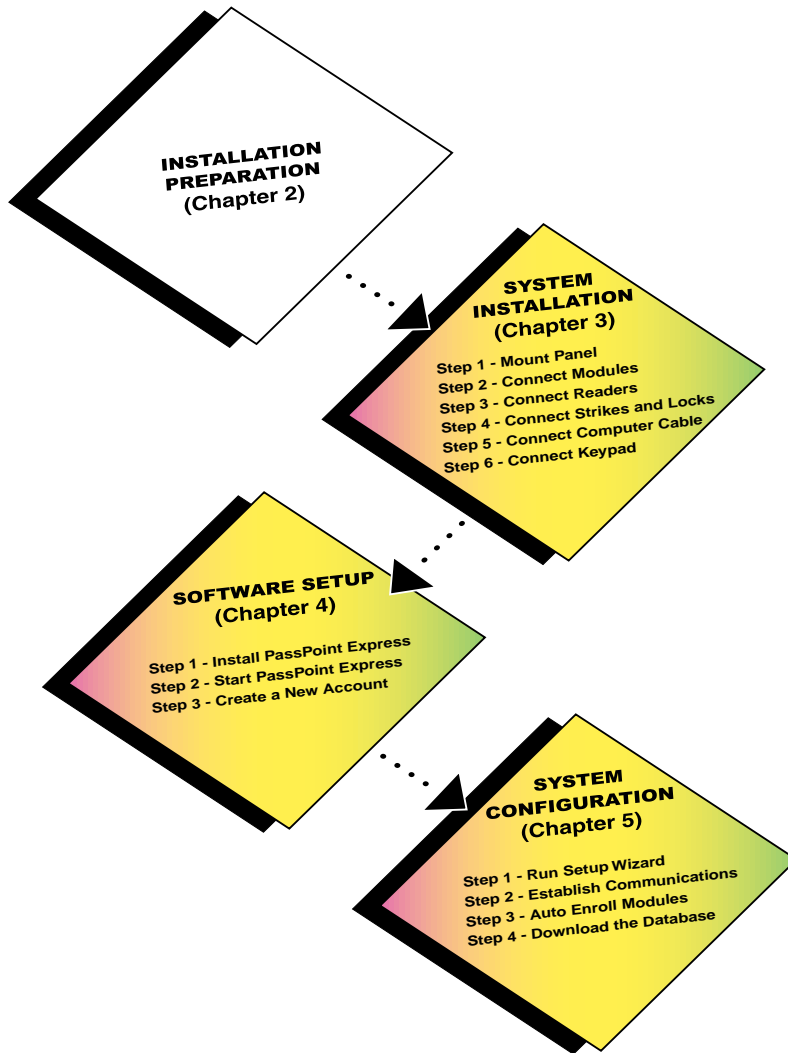 INSTALLATION
PREPARATION
(Chapter 2)
SYSTEM
INSTALLATION
(Chapter 3)
Step 1 - Mount Panel
Step 2 - Connect Modules
Step 3 - Connect Readers
Step 4 - Connect Strikes and Locks
Step 5 - Connect Computer Cable
Step 6 - Connect Keypad
SOFTWARE SETUP
(Chapter 4)
Step 1 - Install PassPoint Express
Step 2 - Start PassPoint Express
Step 3 - Create a New Account
SYSTEM
CONFIGURATION
(Chapter 5)
Step 1 - Run Setup Wizard
Step 2 - Establish Communications
Step 3 - Auto Enroll Modules
Step 4 - Download the Database